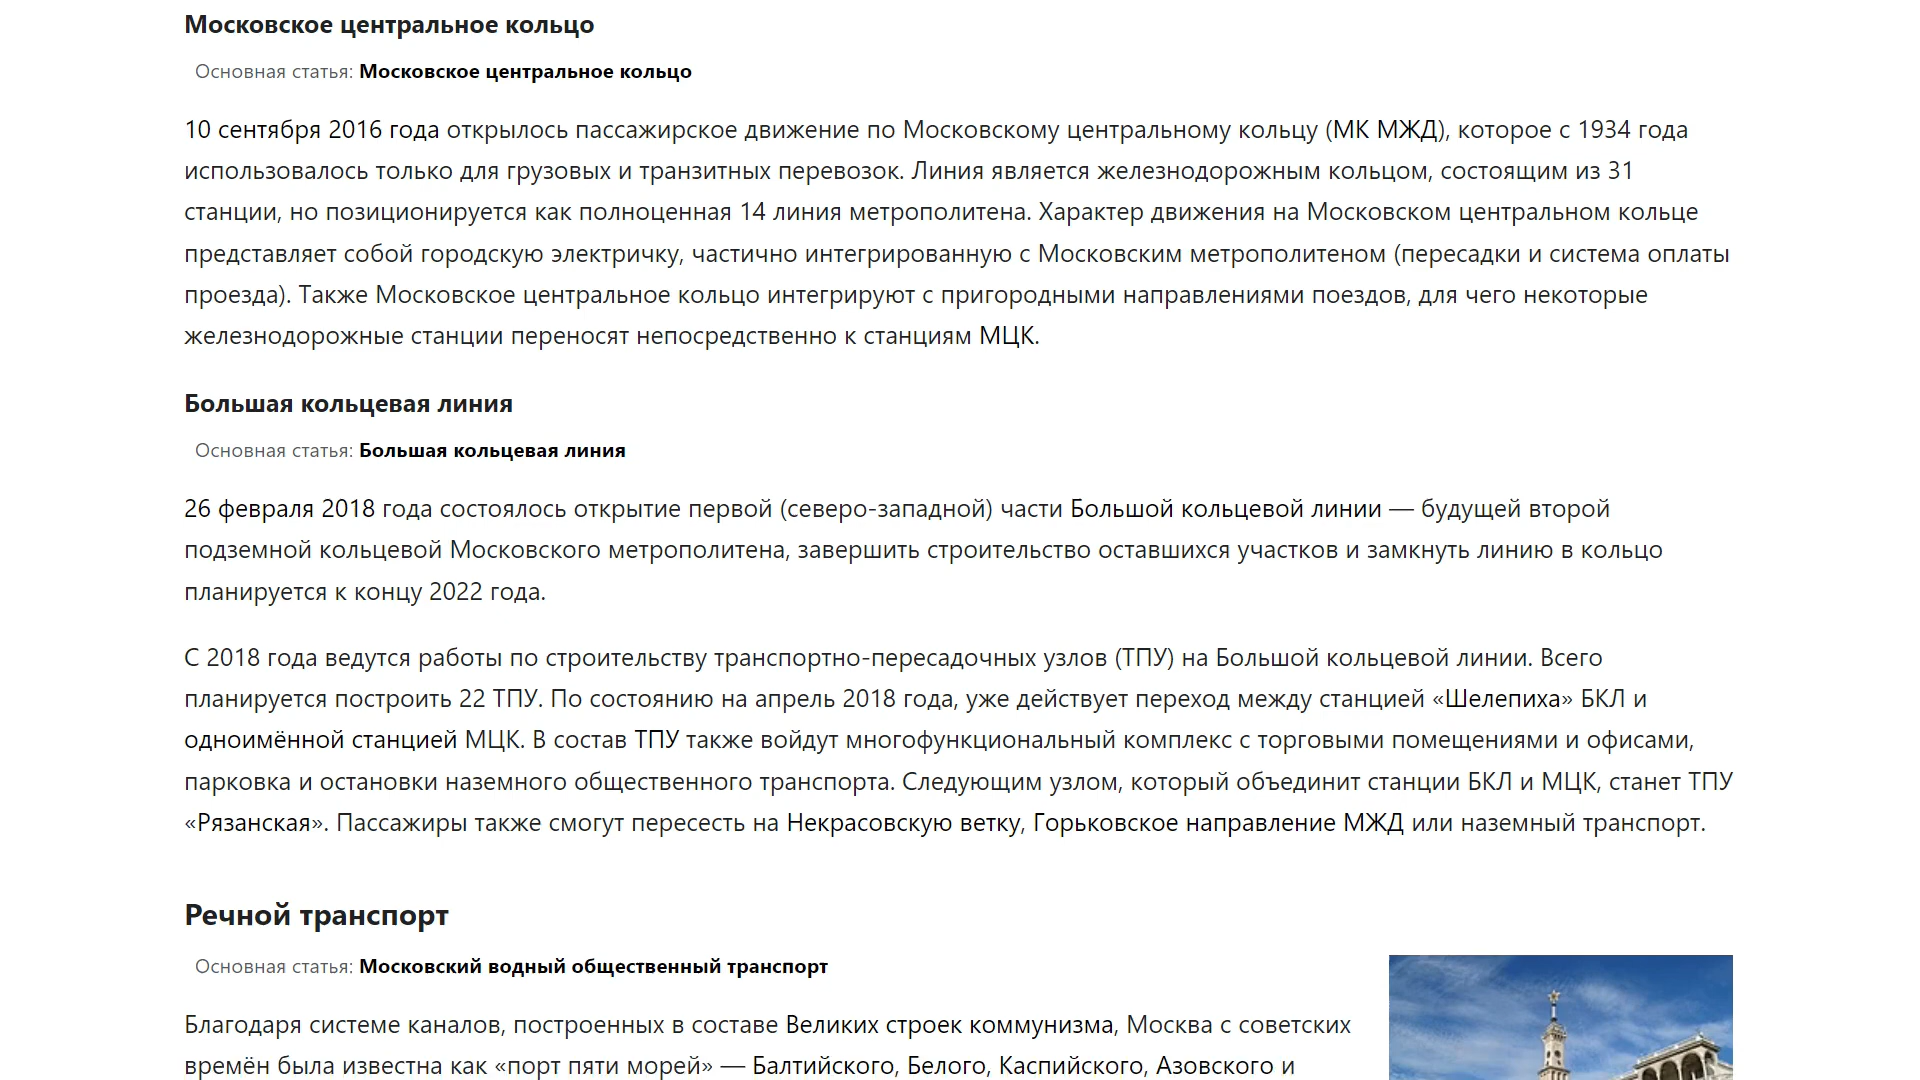 Московское центральное кольцо
Основная статья: Московское центральное кольцо
10 сентября 2016 года открылось пассажирское движение по Московскому центральному кольцу (МК МЖД), которое с 1934 года
использовалось только для грузовых и транзитных перевозок. Линия является железнодорожным кольцом, состоящим из 31
станции, но позиционируется как полноценная 14 линия метрополитена. Характер движения на Московском центральном кольце
представляет собой городскую электричку, частично интегрированную с Московским метрополитеном (пересадки и система оплаты
проезда). Также Московское центральное кольцо интегрируют с пригородными направлениями поездов, для чего некоторые
железнодорожные станции переносят непосредственно к станциям МЦК.
Большая кольцевая линия
Основная статья: Большая кольцевая линия
26 февраля 2018 года состоялось открытие первой (северо-западной) части Большой кольцевой линии — будущей второй
подземной кольцевой Московского метрополитена, завершить строительство оставшихся участков и замкнуть линию в кольцо
планируется к концу 2022 года.
С 2018 года ведутся работы по строительству транспортно-пересадочных узлов (ТПУ) на Большой кольцевой линии. Всего
планируется построить 22 ТПУ. По состоянию на апрель 2018 года, уже действует переход между станцией «Шелепиха» БКЛ и
одноимённой станцией МЦК. В состав ТПУ также войдут многофункциональный комплекс с торговыми помещениями и офисами,
парковка и остановки наземного общественного транспорта. Следующим узлом, который объединит станции БКЛ и МЦК, станет ТПУ
«Рязанская». Пассажиры также смогут пересесть на Некрасовскую ветку, Горьковское направление МЖД или наземный транспорт.
Речной транспорт
Основная статья: Московский водный общественный транспорт
Благодаря системе каналов, построенных в составе Великих строек коммунизма, Москва с советских
времён была известна как «порт пяти морей» — Балтийского, Белого, Каспийского, Азовского и